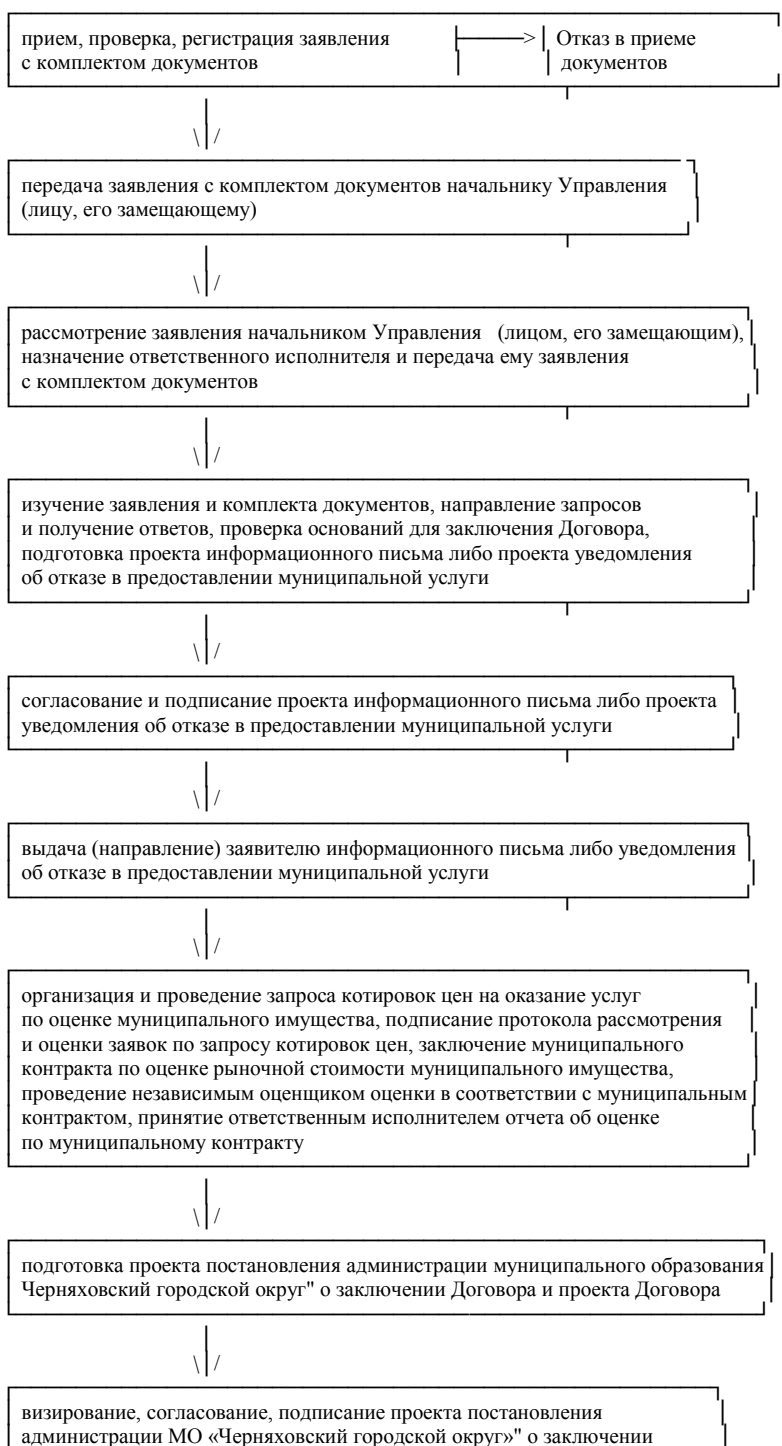 прием, проверка, регистрация заявления ├────> │ Отказ в приеме
с комплектом документов │ │ документов
передача заявления с комплектом документов начальнику Управления
(лицу, его замещающему)
рассмотрение заявления начальником Управления (лицом, его замещающим),
назначение ответственного исполнителя и передача ему заявления
с комплектом документов
изучение заявления и комплекта документов, направление запросов
и получение ответов, проверка оснований для заключения Договора,
подготовка проекта информационного письма либо проекта уведомления
об отказе в предоставлении муниципальной услуги
согласование и подписание проекта информационного письма либо проекта
уведомления об отказе в предоставлении муниципальной услуги
выдача (направление) заявителю информационного письма либо уведомления
об отказе в предоставлении муниципальной услуги
организация и проведение запроса котировок цен на оказание услуг
по оценке муниципального имущества, подписание протокола рассмотрения
и оценки заявок по запросу котировок цен, заключение муниципального
контракта по оценке рыночной стоимости муниципального имущества,
проведение независимым оценщиком оценки в соответствии с муниципальным
контрактом, принятие ответственным исполнителем отчета об оценке
по муниципальному контракту
подготовка проекта постановления администрации муниципального образования
Черняховский городской округ" о заключении Договора и проекта Договора
визирование, согласование, подписание проекта постановления
администрации МО «Черняховский городской округ»" о заключении